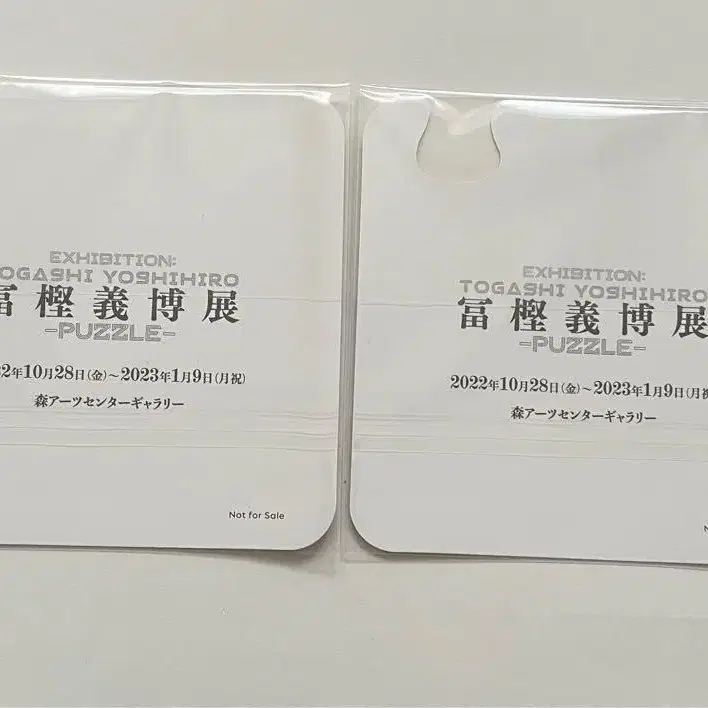 EXHIBITION:
OGASHI YOSHIHIRO
冨樫義博展
-PUZZLE-
2年10月28日(金)~2023年1月9日(月祝)
森アーツセンターギャラリー
Not for Sale
EXHIBITION:
TOGASHI YOSHIHIRO
冨樫義博展
-PUZZLE-
2022年10月28日(金)~2023年1月9日(月祝
森アーツセンターギャラリー
N